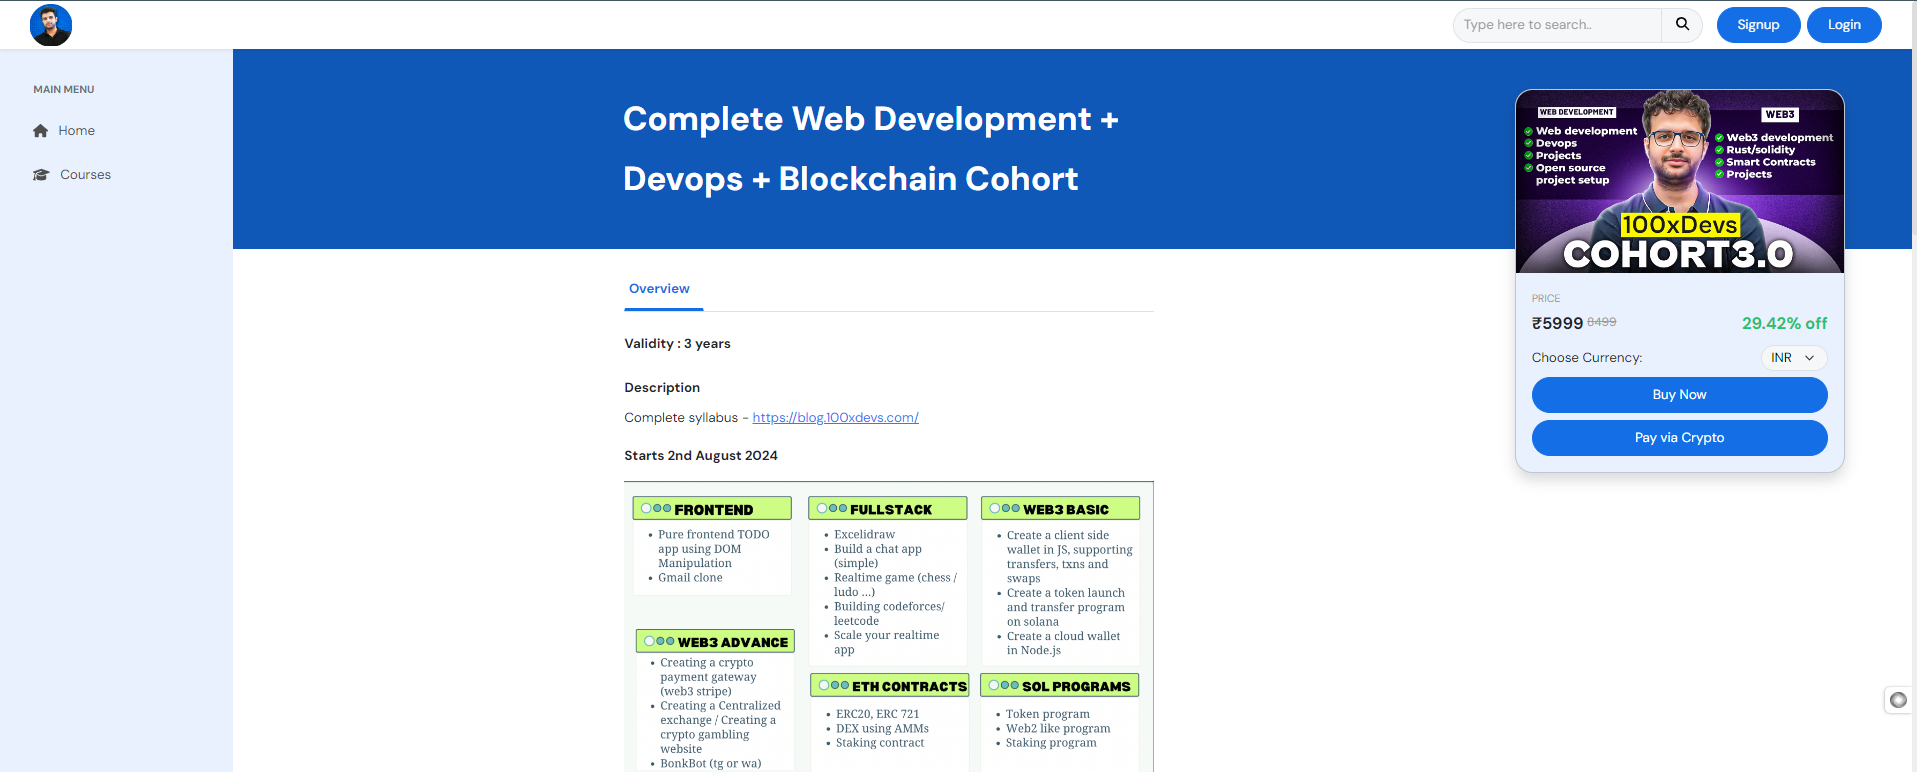 Type here to search..
Signup
Login
MAIN MENU
Home
Courses
Complete Web Development +
Devops + Blockchain Cohort
WEB DEVELOPMENT
Web development
Devops
Projects
Open source
project setup
WEB3
Web3 development
Rust/solidity
Smart Contracts
Projects
100xDevs
COHORT3.0
PRICE
₹5999 8499
29.42% off
Choose Currency:
INR
Buy Now
Pay via Crypto
Overview
Validity : 3 years
Description
Complete syllabus - https://blog.100xdevs.com/
Starts 2nd August 2024
FRONTEND
• Pure frontend TODO
app using DOM
Manipulation
• Gmail clone
FULLSTACK
• Excelidraw
• Build a chat app
(simple)
• Realtime game (chess /
ludo ...)
• Building codeforces/
leetcode
• Scale your realtime
app
WEB3 BASIC
• Create a client side
wallet in JS, supporting
transfers, txns and
swaps
• Create a token launch
and transfer program
on solana
• Create a cloud wallet
in Node.js
WEB3 ADVANCE
• Creating a crypto
payment gateway
(web3 stripe)
• Creating a Centralized
exchange / Creating a
crypto gambling
website
• BonkBot (tg or wa)
ETH CONTRACTS
• ERC20, ERC 721
• DEX using AMMs
• Staking contract
SOL PROGRAMS
• Token program
• Web2 like program
• Staking program